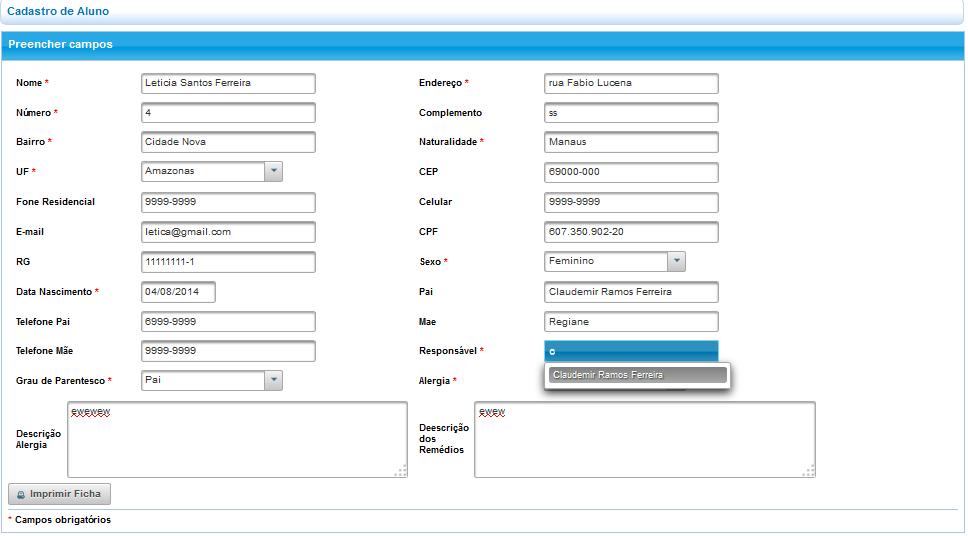 Cadastro de Aluno
Preencher campos
Nome * Leticia Santos Ferreira Endereço * rua Fabio Lucena
Número * 4 Complemento ss
Bairro * Cidade Nova Naturalidade * Manaus
UF * Amazonas CEP 69000-000
Fone Residencial 9999-9999 Celular 9999-9999
E-mail letica@gmail.com CPF 607.350.902-20
RG 11111111-1 Sexo * Feminino
Data Nascimento * 04/08/2014 Pai Claudemir Ramos Ferreira
Telefone Pai 6999-9999 Mae Regiane
Telefone Mãe 9999-9999 Responsável *
Grau de Parentesco * Pai Alergia * Claudemir Ramos Ferreira
Descrição Alergia ewewew
Deescrição dos Remédios ewew
Imprimir Ficha
* Campos obrigatórios